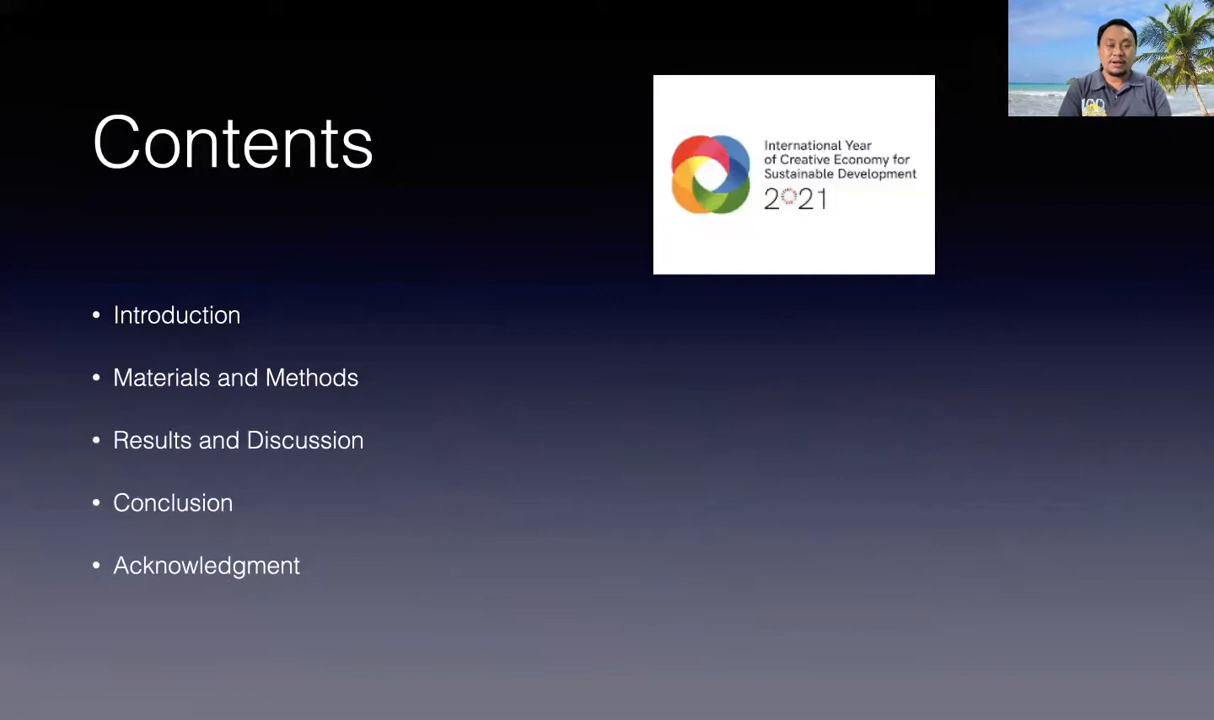 Contents
International Year
of Creative Economy for
Sustainable Development
2021
• Introduction
• Materials and Methods
• Results and Discussion
• Conclusion
• Acknowledgment